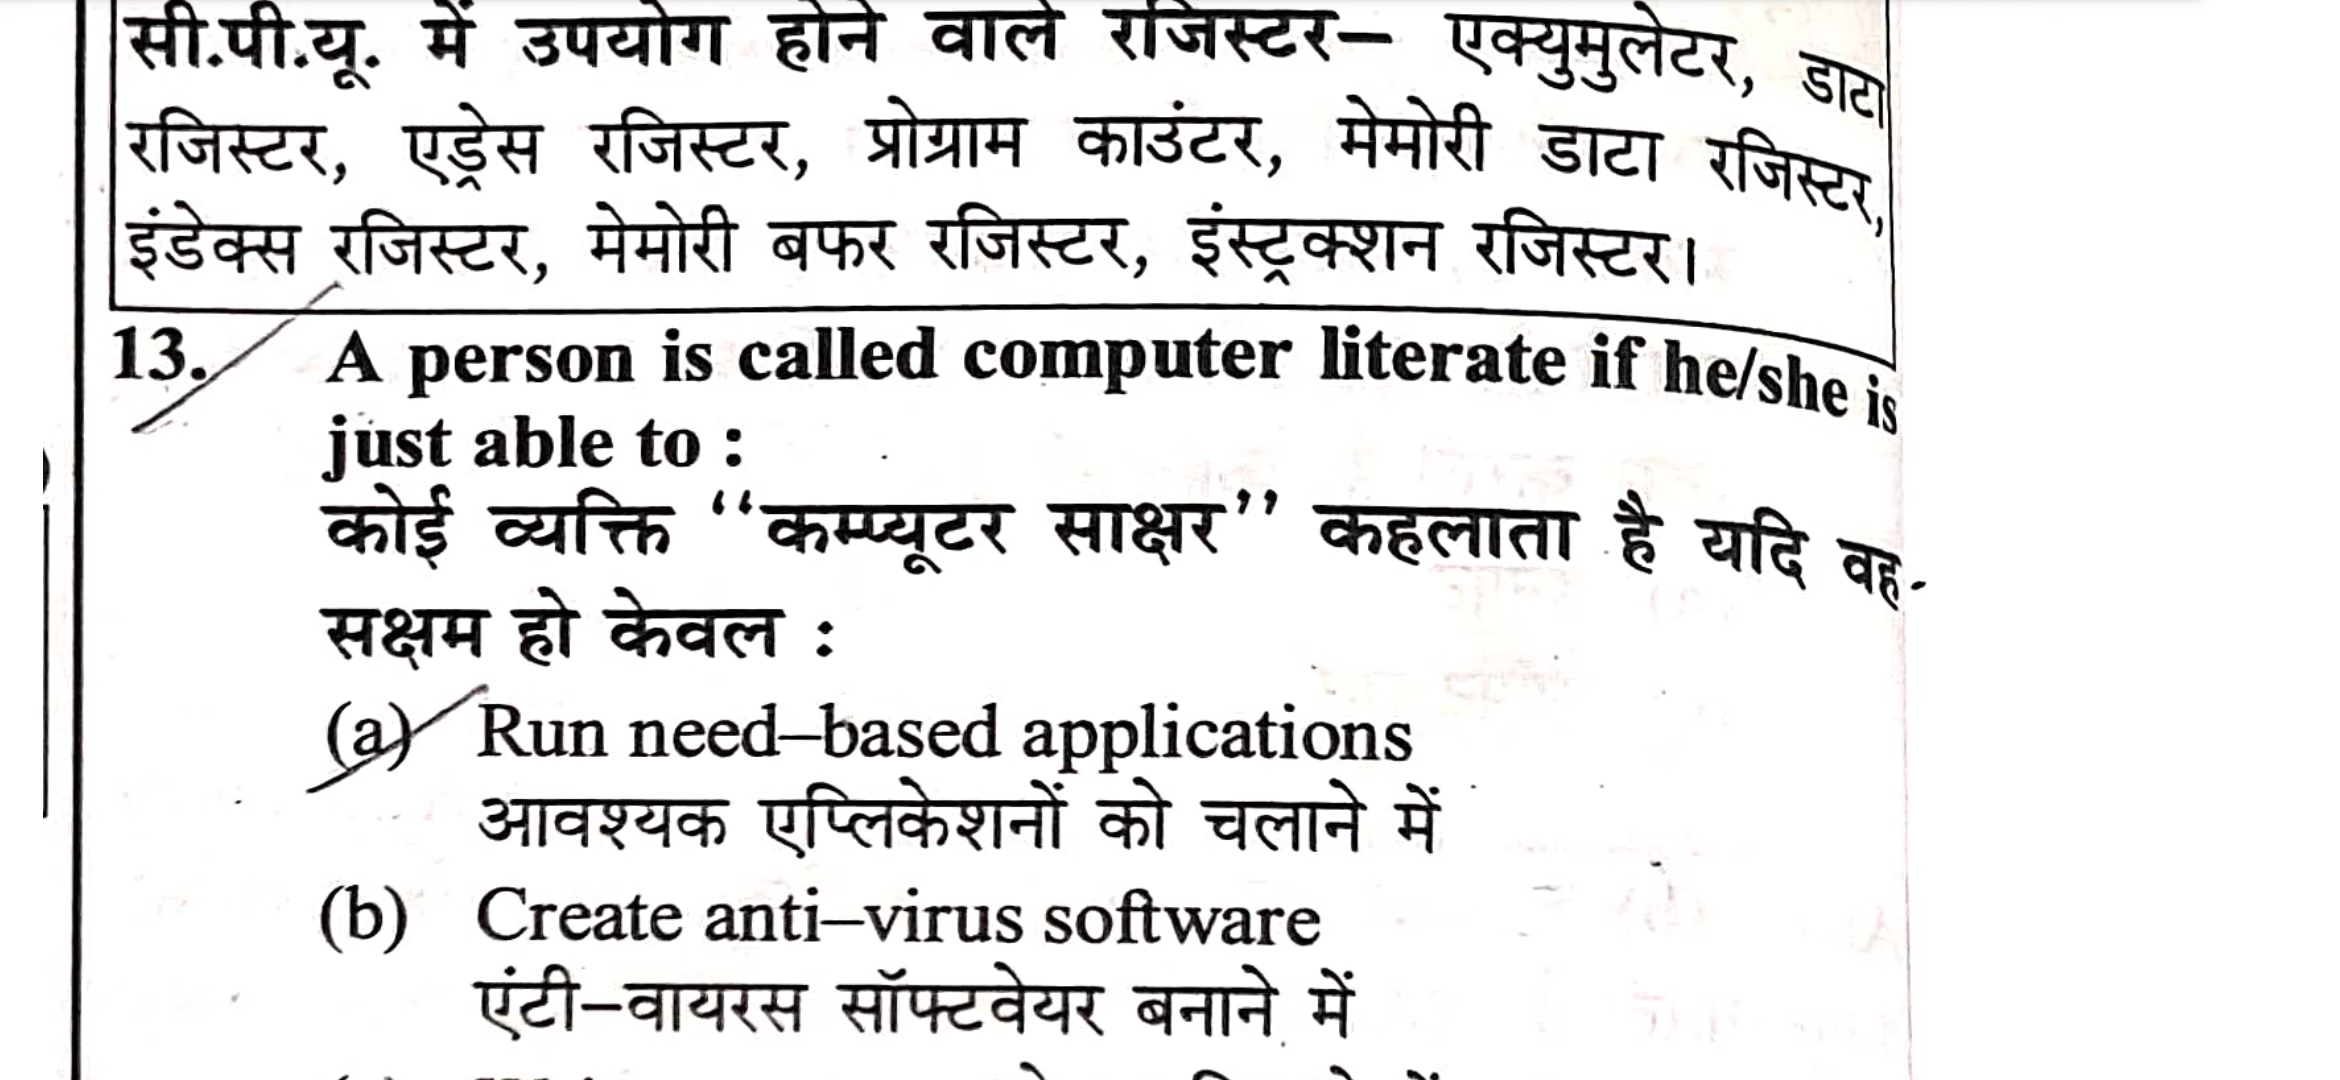 सी.पी.यू. में उपयोग होने वाले रजिस्टर– एक्युमुलेटर, डाटा
रजिस्टर, एड्रेस रजिस्टर, प्रोग्राम काउंटर, मेमोरी डाटा रजिस्टर,
इंडेक्स रजिस्टर, मेमोरी बफर रजिस्टर, इंस्ट्रक्शन रजिस्टर।
13. A person is called computer literate if he/she is
just able to :
कोई व्यक्ति ‘‘कम्प्यूटर साक्षर’’ कहलाता है यदि वह
सक्षम हो केवल :
(a) Run need–based applications
आवश्यक एप्लिकेशनों को चलाने में
(b) Create anti–virus software
एंटी–वायरस सॉफ्टवेयर बनाने में